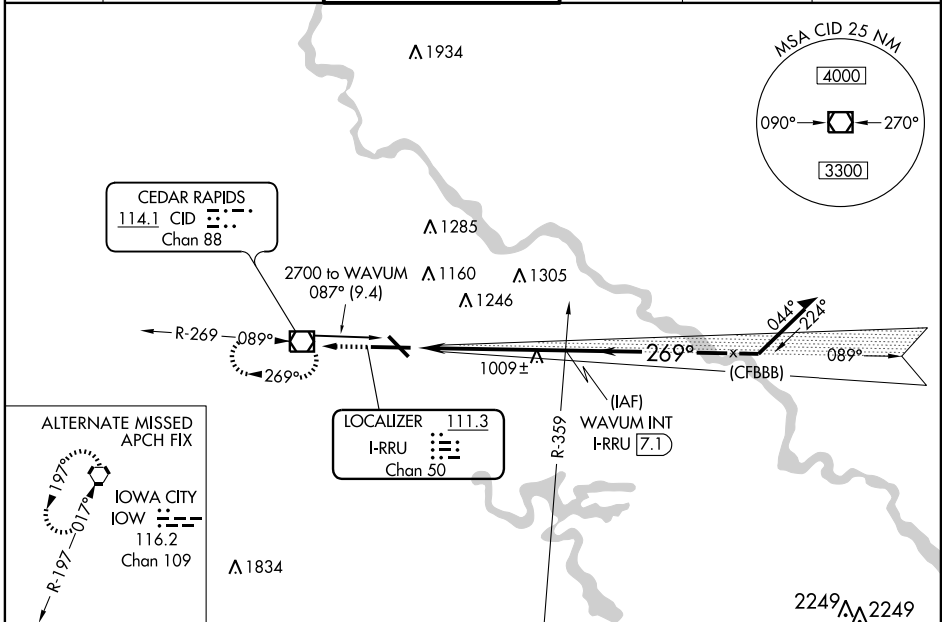 1934
MSA CID 25 NM
4000
090°
270°
3300
CEDAR RAPIDS
114.1 CID
Chan 88
1285
2700 to WAVUM
087° (9.4)
1160
1305
1246
R-269
089°
269°
044°
224°
269°
089°
1009±
(CFBBB)
(IAF)
WAVUM INT
I-RRU 7.1
LOCALIZER 111.3
I-RRU
Chan 50
R-359
ALTERNATE MISSED
APCH FIX
197°
017°
R-197
IOWA CITY
IOW
116.2
Chan 109
1834
2249 2249